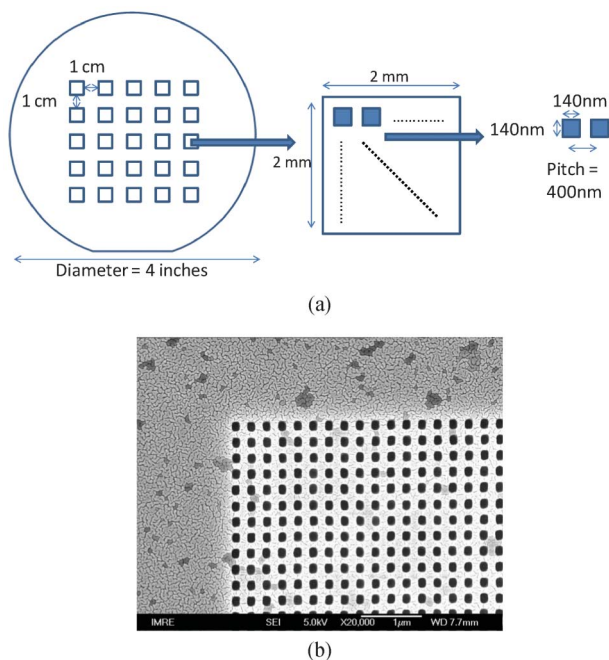 1 cm
1 cm
Diameter = 4 inches
2 mm
2 mm
140nm
140nm
Pitch =
400nm
(a)
IMRE SEI 5.0kV X20,000 1μm WD 7.7mm
(b)